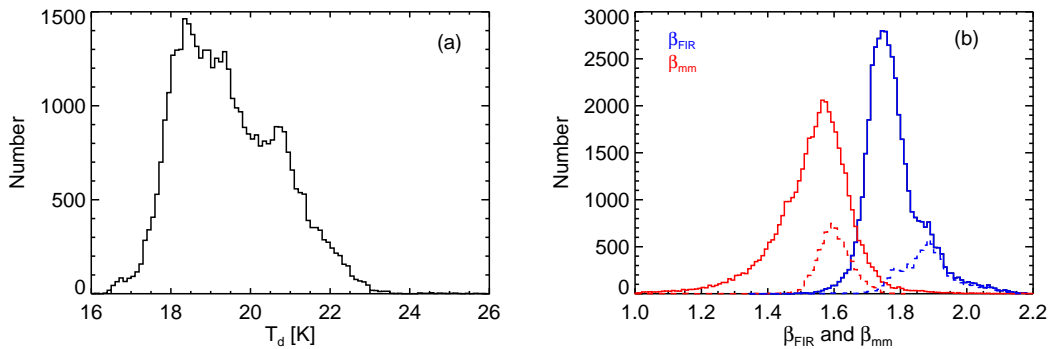 1500
1000
500
0
16 18 20 22 24 26
Number
T_d [K]
(a)
3000
2500
2000
1500
1000
500
0
1.0 1.2 1.4 1.6 1.8 2.0 2.2
Number
β_FIR and β_mm
β_FIR
β_mm
(b)